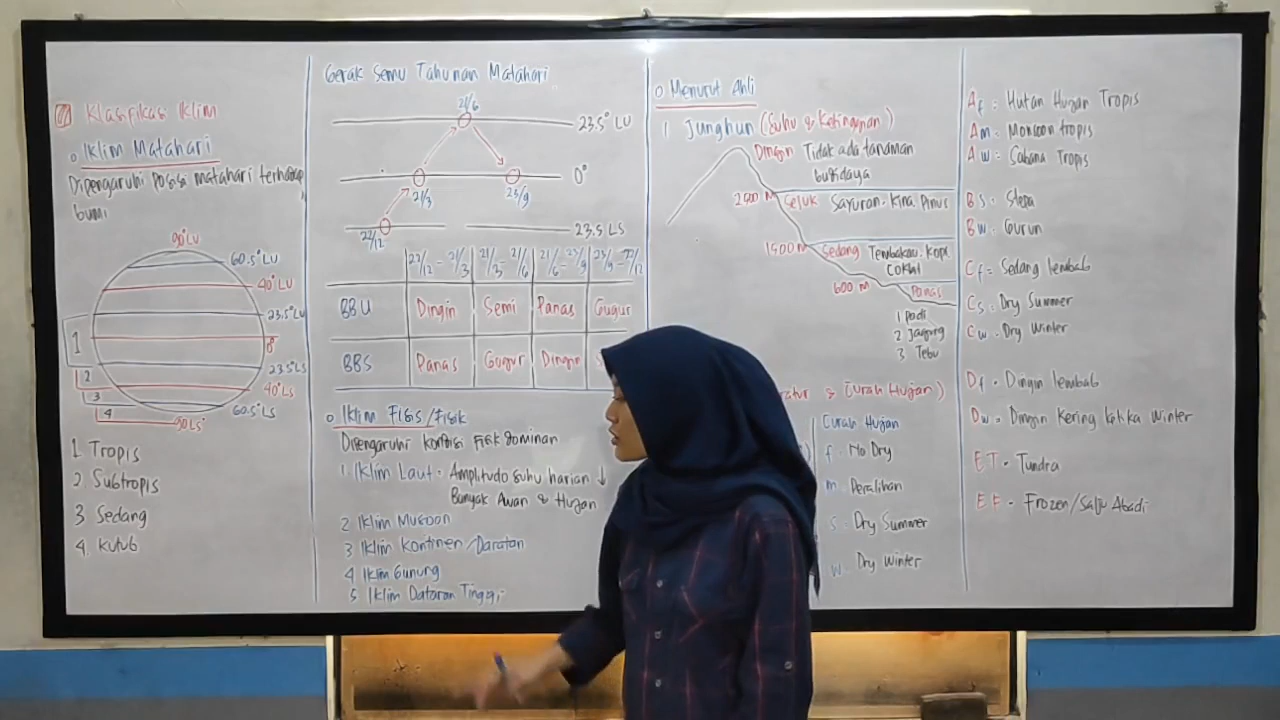 Klasfikasi Iklim
o Iklim Matahari
Dipengaruhi posisi matahari terhadap
bumi
90° LU
60.5° LU
40° LU
23.5° LU
0°
23.5° LS
40° LS
60.5° LS
90 LS
1
2
3
4
1 Tropis
2. Subtropis
3 Sedang
4. Kutub
Gerak Semu Tahunan Matahari
21/6
23.5° LU
0°
21/3
23/9
22/12
23.5 LS
22/12 - 21/3
21/3 - 21/6
21/6 - 23/9
23/9 - 22/12
BBU Dingin Semi Panas Gugur
BBS Panas Gugur Dingin
o Iklim Fisis/Fisik
Dipengaruhi kondisi Fisik dominan
1 Iklim Laut = Amplitudo suhu harian ↓
Banyak Awan & Hujan
2 Iklim Muson
3 Iklim Kontinen/Daratan
4 Iklim Gunung
5 Iklim Dataran Tinggi
o Menurut Ahli
1 Junghun (Suhu & Ketinggian)
Dingin Tidak ada tanaman
budidaya
2500 M Sejuk Sayuran. Kina. Pinus
1500 m Sedang Tembakau. Kopi
Coklat
600 m Panas
1 Padi
2 Jagung
3 Tebu
& Curah Hujan)
Curah Hujan
f. No Dry
m. Peralihan
s. Dry Summer
w. Dry Winter
Af = Hutan Hujan Tropis
Am = Monsoon tropis
Aw = Sabana Tropis
Bs = Stepa
Bw = Gurun
Cf = Sedang lembab
Cs = Dry Summer
Cw = Dry Winter
Df = Dingin lembab
Dw = Dingin Kering ketika Winter
ET = Tundra
EF = Frozen/Salju Abadi